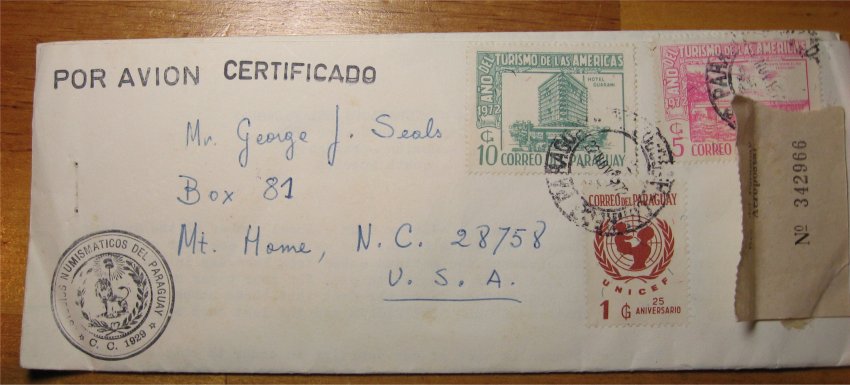 POR AVION CERTIFICADO
Mr. George J. Seals
Box 81
Mt. Home, N.C. 28758
U.S.A.
1972 AÑO DEL TURISMO DE LAS AMERICAS
HOTEL GUARANI
₲ 10 CORREO PARAGUAY
AÑO DEL TURISMO DE LAS AMERICAS
₲ 5 CORREO
CORREO DEL PARAGUAY
UNICEF
1 ₲ 25 ANIVERSARIO
NUMISMATICOS DEL PARAGUAY
C. C. 1929
Nº 342966